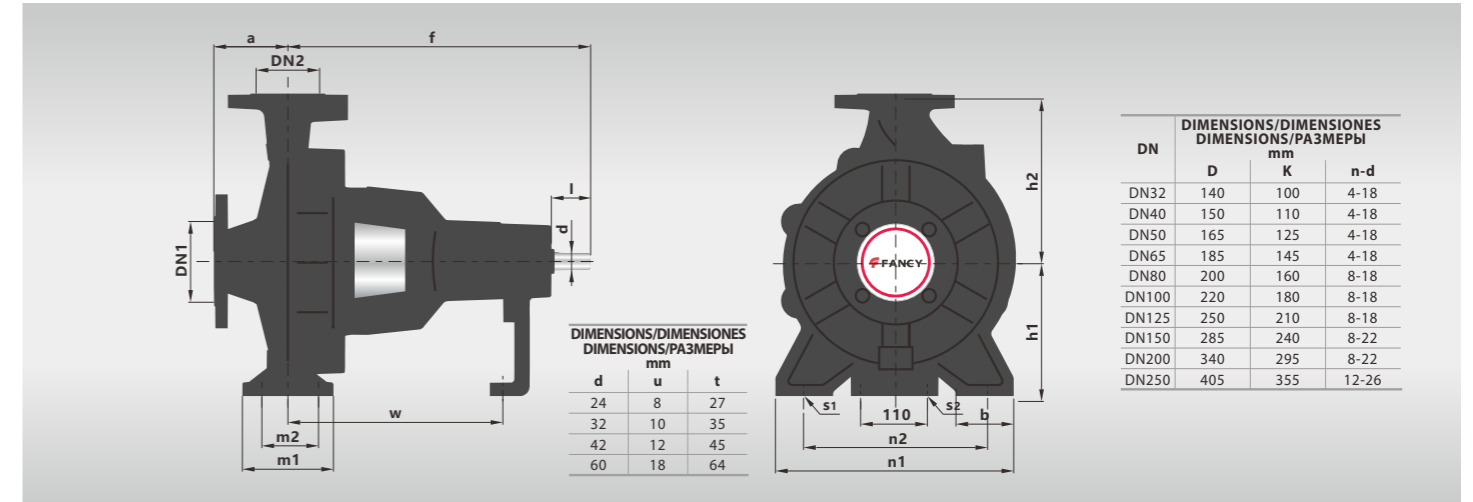 a
f
DN2
l
d
DN1
w
m2
m1
DIMENSIONS/DIMENSIONES
DIMENSIONS/РАЗМЕРЫ
mm
d u t
24 8 27
32 10 35
42 12 45
60 18 64
FANCY
h2
h1
s1
110
s2
b
n2
n1
DN
DIMENSIONS/DIMENSIONES
DIMENSIONS/РАЗМЕРЫ
mm
D K n-d
DN32 140 100 4-18
DN40 150 110 4-18
DN50 165 125 4-18
DN65 185 145 4-18
DN80 200 160 8-18
DN100 220 180 8-18
DN125 250 210 8-18
DN150 285 240 8-22
DN200 340 295 8-22
DN250 405 355 12-26